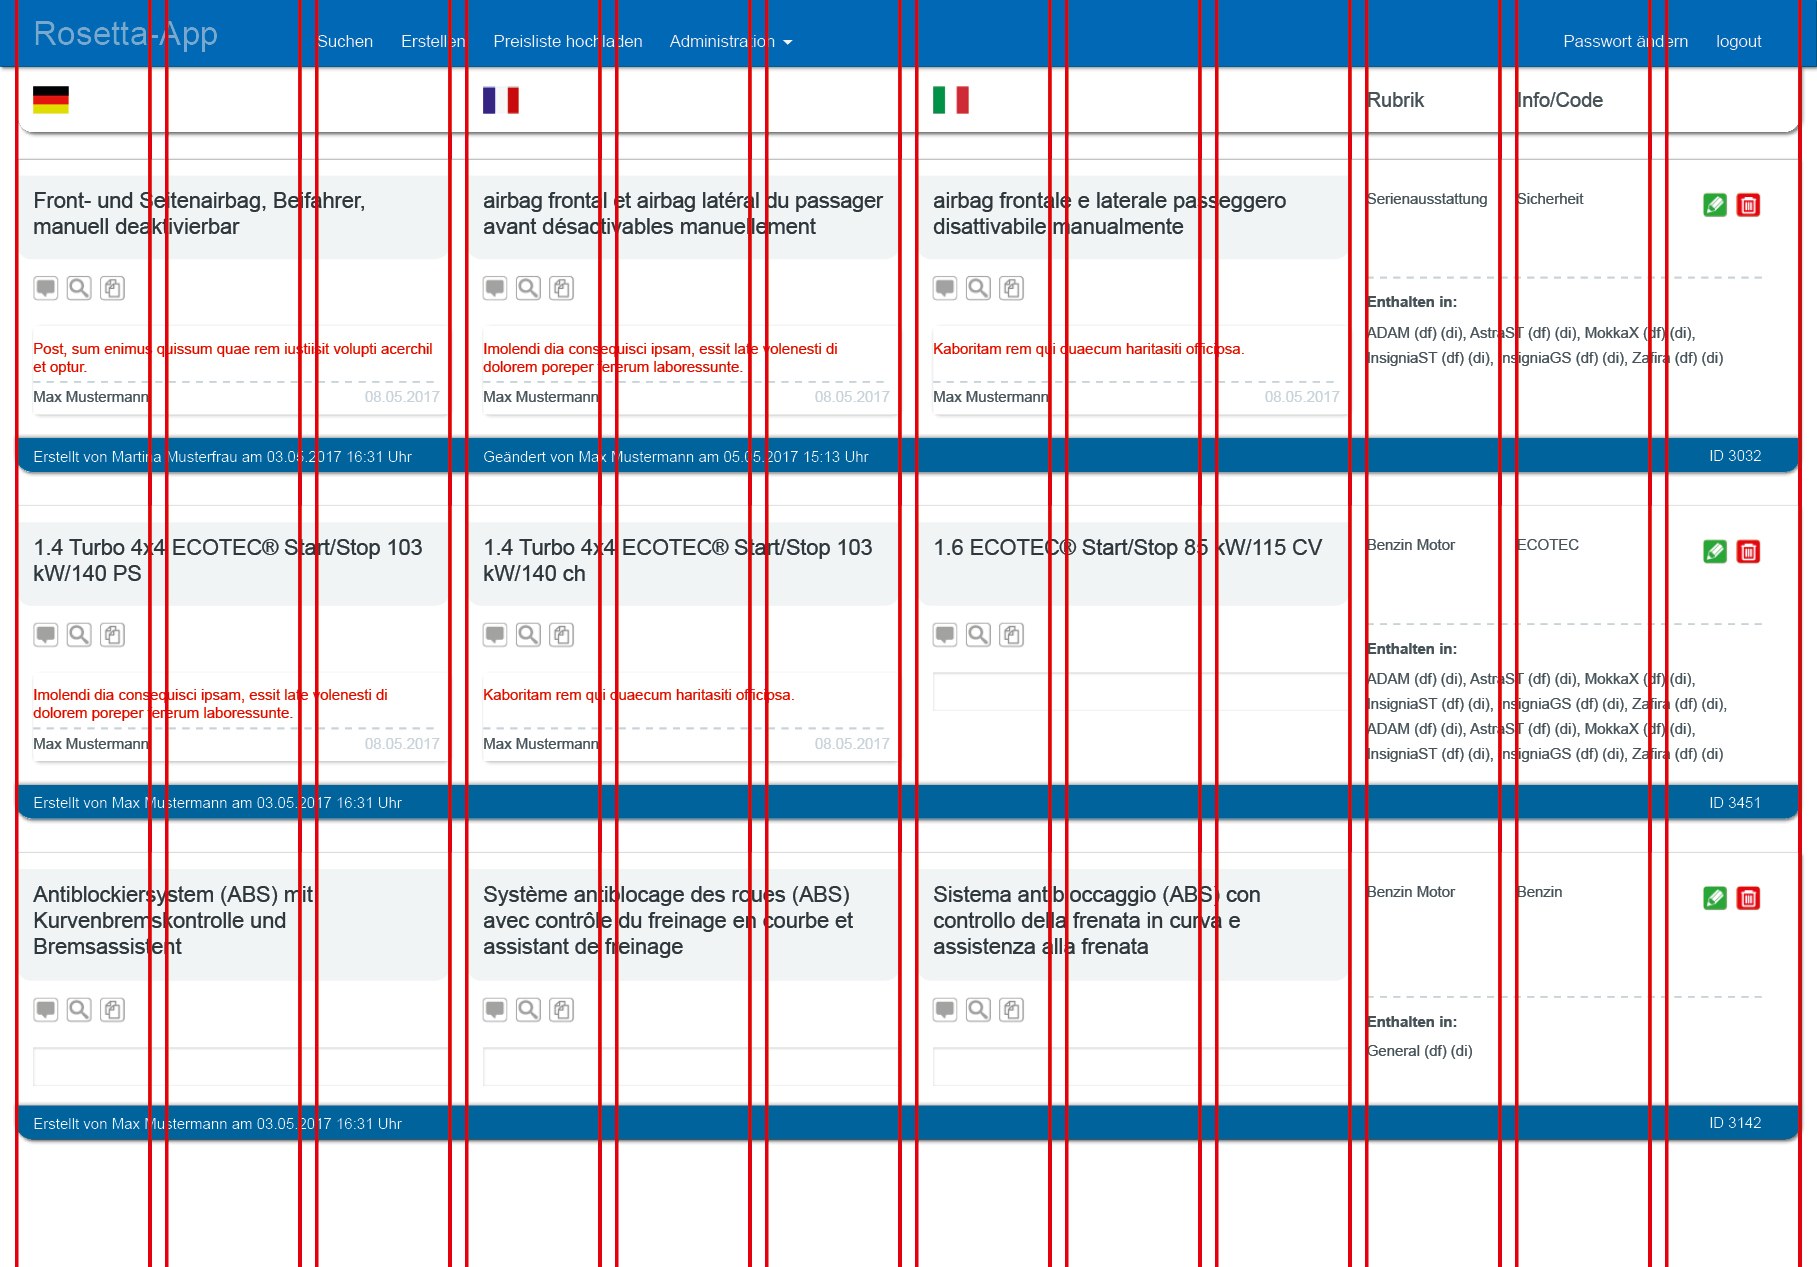 Rosetta-App
Suchen Erstellen Preisliste hochladen Administration Passwort ändern logout
Rubrik Info/Code
Front- und Seitenairbag, Beifahrer,
manuell deaktivierbar
airbag frontal et airbag latéral du passager
avant désactivables manuellement
airbag frontale e laterale passeggero
disattivabile manualmente
Serienausstattung Sicherheit
Enthalten in:
ADAM (df) (di), AstraST (df) (di), MokkaX (df) (di),
InsigniaST (df) (di), InsigniaGS (df) (di), Zafira (df) (di)
Post, sum enimus quissum quae rem iustiisit volupti acerchil
et optur.
Max Mustermann 08.05.2017
Imolendi dia consequisci ipsam, essit late volenesti di
dolorem poreper fererum laboressunte.
Max Mustermann 08.05.2017
Kaboritam rem qui quaecum haritasiti officipsa.
Max Mustermann 08.05.2017
Erstellt von Martina Musterfrau am 03.05.2017 16:31 Uhr Geändert von Max Mustermann am 05.05.2017 15:13 Uhr ID 3032
1.4 Turbo 4x4 ECOTEC® Start/Stop 103
kW/140 PS
1.4 Turbo 4x4 ECOTEC® Start/Stop 103
kW/140 ch
1.6 ECOTEC® Start/Stop 85 kW/115 CV
Benzin Motor ECOTEC
Enthalten in:
ADAM (df) (di), AstraST (df) (di), MokkaX (df) (di),
InsigniaST (df) (di), InsigniaGS (df) (di), Zafira (df) (di),
ADAM (df) (di), AstraST (df) (di), MokkaX (df) (di),
InsigniaST (df) (di), InsigniaGS (df) (di), Zafira (df) (di)
Imolendi dia consequisci ipsam, essit late volenesti di
dolorem poreper fererum laboressunte.
Max Mustermann 08.05.2017
Kaboritam rem qui quaecum haritasiti officipsa.
Max Mustermann 08.05.2017
Erstellt von Max Mustermann am 03.05.2017 16:31 Uhr ID 3451
Antiblockiersystem (ABS) mit
Kurvenbremskontrolle und
Bremsassistent
Système antiblocage des roues (ABS)
avec contrôle du freinage en courbe et
assistant de freinage
Sistema antibloccaggio (ABS) con
controllo della frenata in curva e
assistenza alla frenata
Benzin Motor Benzin
Enthalten in:
General (df) (di)
Erstellt von Max Mustermann am 03.05.2017 16:31 Uhr ID 3142